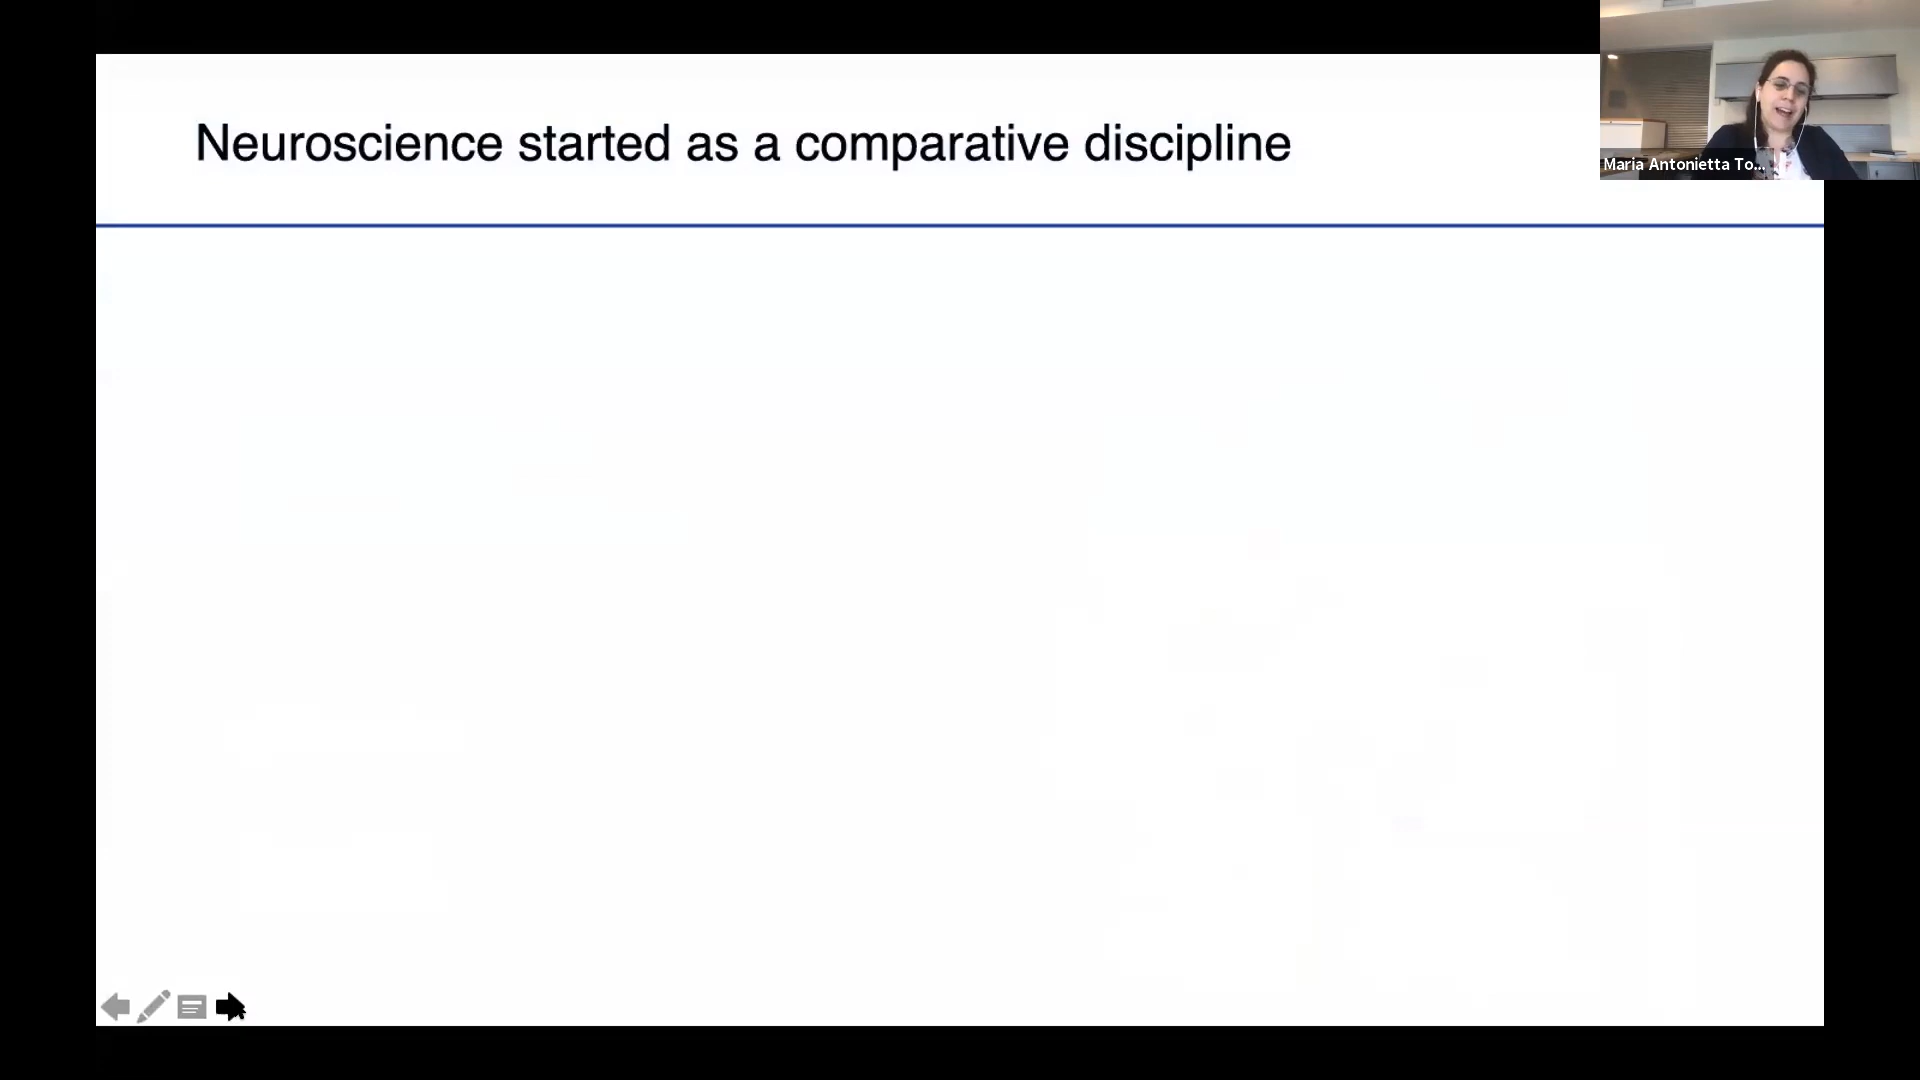 Neuroscience started as a comparative discipline
Maria Antonietta To...